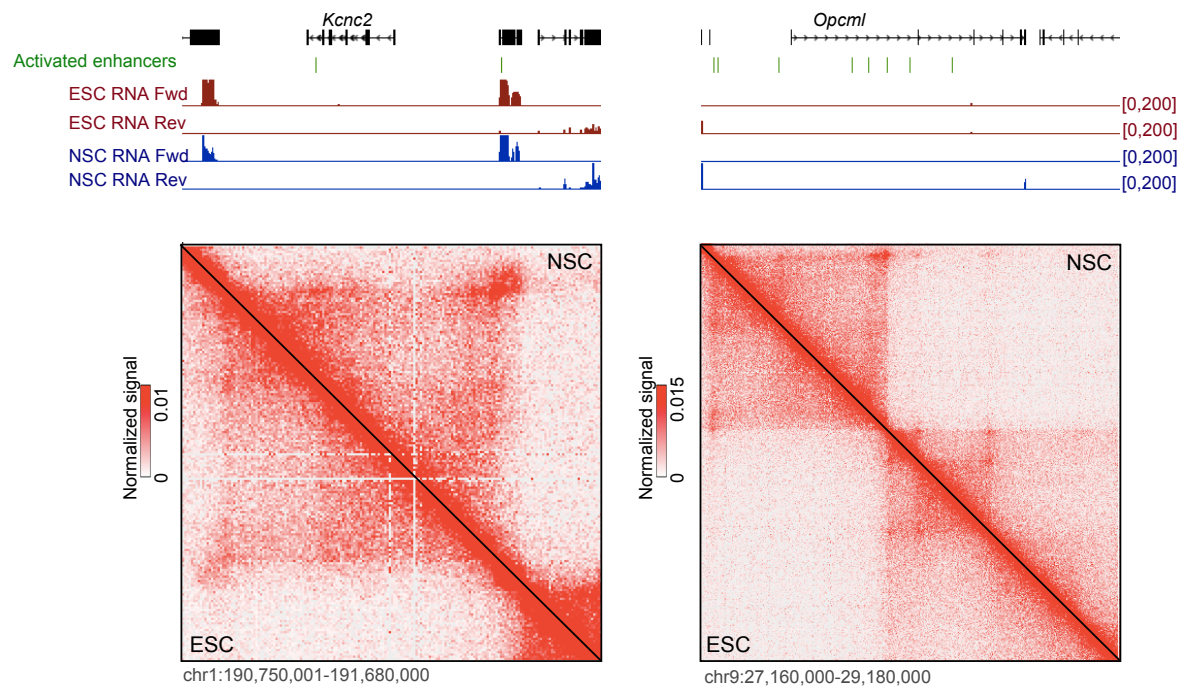 Kcnc2
Opcml
Activated enhancers
ESC RNA Fwd
[0,200]
ESC RNA Rev
[0,200]
NSC RNA Fwd
[0,200]
NSC RNA Rev
[0,200]
NSC
NSC
Normalized signal
0.01
0
Normalized signal
0.015
0
ESC
ESC
chr1:190,750,001-191,680,000
chr9:27,160,000-29,180,000